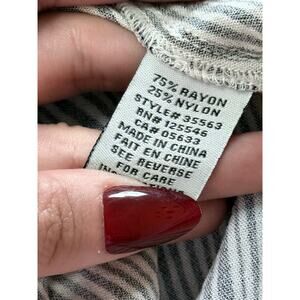 75% RAYON
25% NYLON
STYLE# 35563
RN# 125546
CA# 05633
MADE IN CHINA
FAIT EN CHINE
SEE REVERSE
FOR CARE